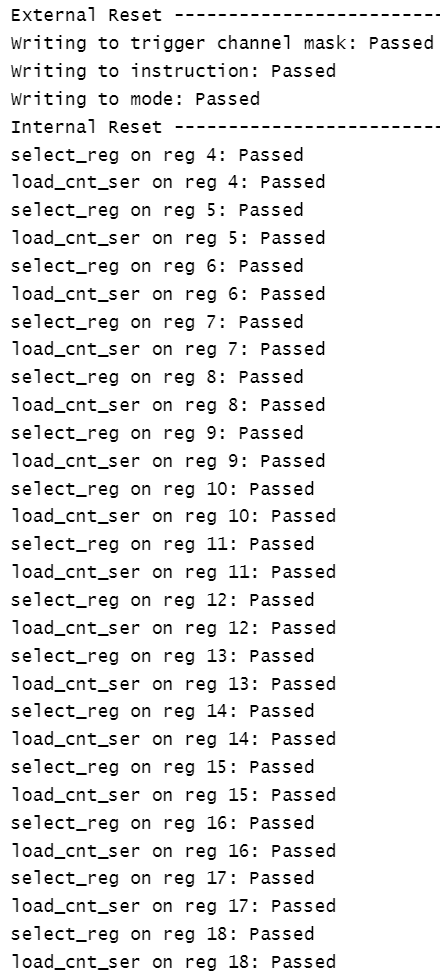 External Reset -------------------------
Writing to trigger channel mask: Passed
Writing to instruction: Passed
Writing to mode: Passed
Internal Reset -------------------------
select_reg on reg 4: Passed
load_cnt_ser on reg 4: Passed
select_reg on reg 5: Passed
load_cnt_ser on reg 5: Passed
select_reg on reg 6: Passed
load_cnt_ser on reg 6: Passed
select_reg on reg 7: Passed
load_cnt_ser on reg 7: Passed
select_reg on reg 8: Passed
load_cnt_ser on reg 8: Passed
select_reg on reg 9: Passed
load_cnt_ser on reg 9: Passed
select_reg on reg 10: Passed
load_cnt_ser on reg 10: Passed
select_reg on reg 11: Passed
load_cnt_ser on reg 11: Passed
select_reg on reg 12: Passed
load_cnt_ser on reg 12: Passed
select_reg on reg 13: Passed
load_cnt_ser on reg 13: Passed
select_reg on reg 14: Passed
load_cnt_ser on reg 14: Passed
select_reg on reg 15: Passed
load_cnt_ser on reg 15: Passed
select_reg on reg 16: Passed
load_cnt_ser on reg 16: Passed
select_reg on reg 17: Passed
load_cnt_ser on reg 17: Passed
select_reg on reg 18: Passed
load_cnt_ser on reg 18: Passed